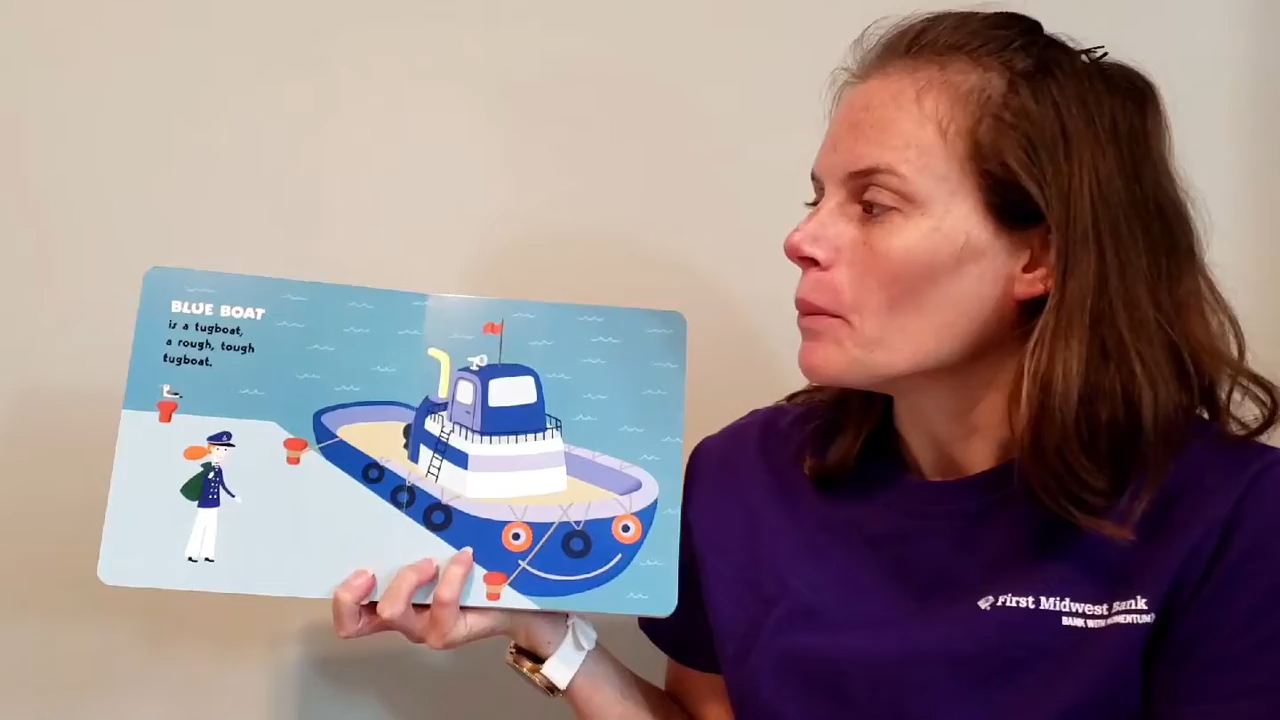 BLUE BOAT
is a tugboat,
a rough, tough
tugboat.
First Midwest Bank
BANK WITH MOMENTUM